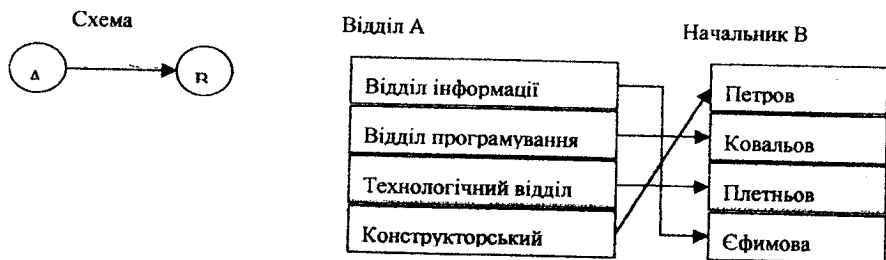 Схема
Відділ А
Начальник В
А
В
Відділ інформації
Петров
Відділ програмування
Ковальов
Технологічний відділ
Плетньов
Конструкторський
Єфимова